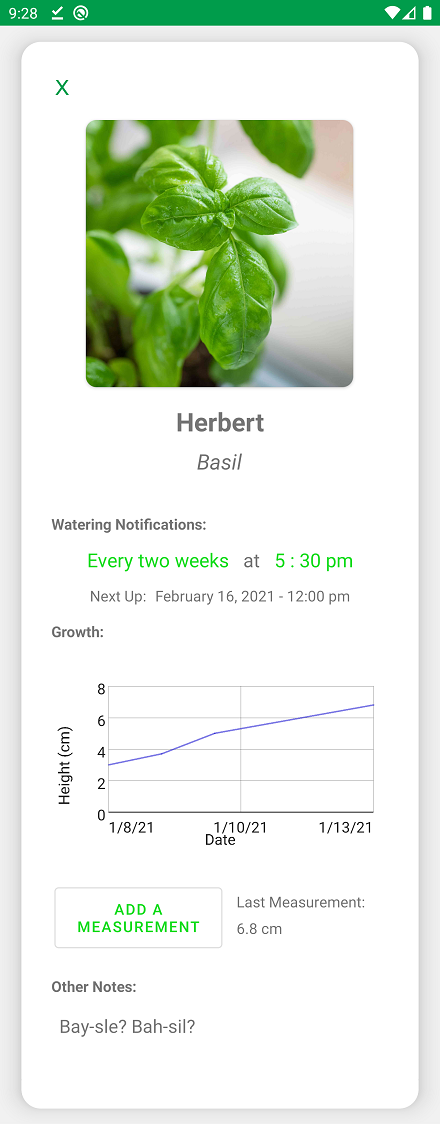 9:28
X
Herbert
Basil
Watering Notifications:
Every two weeks at 5 : 30 pm
Next Up: February 16, 2021 - 12:00 pm
Growth:
8
6
4
2
0
Height (cm)
1/8/21 1/10/21 1/13/21
Date
ADD A
MEASUREMENT
Last Measurement:
6.8 cm
Other Notes:
Bay-sle? Bah-sil?